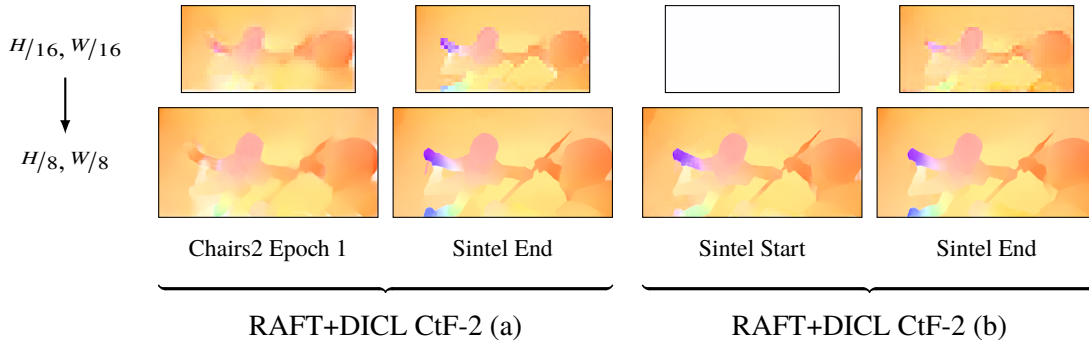 H/16, W/16
H/8, W/8
Chairs2 Epoch 1 Sintel End Sintel Start Sintel End
RAFT+DICL CtF-2 (a) RAFT+DICL CtF-2 (b)